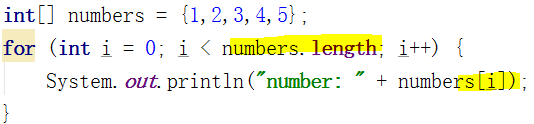 int[] numbers = {1,2,3,4,5};
for (int i = 0; i < numbers.length; i++) {
    System.out.println("number: " + numbers[i]);
}